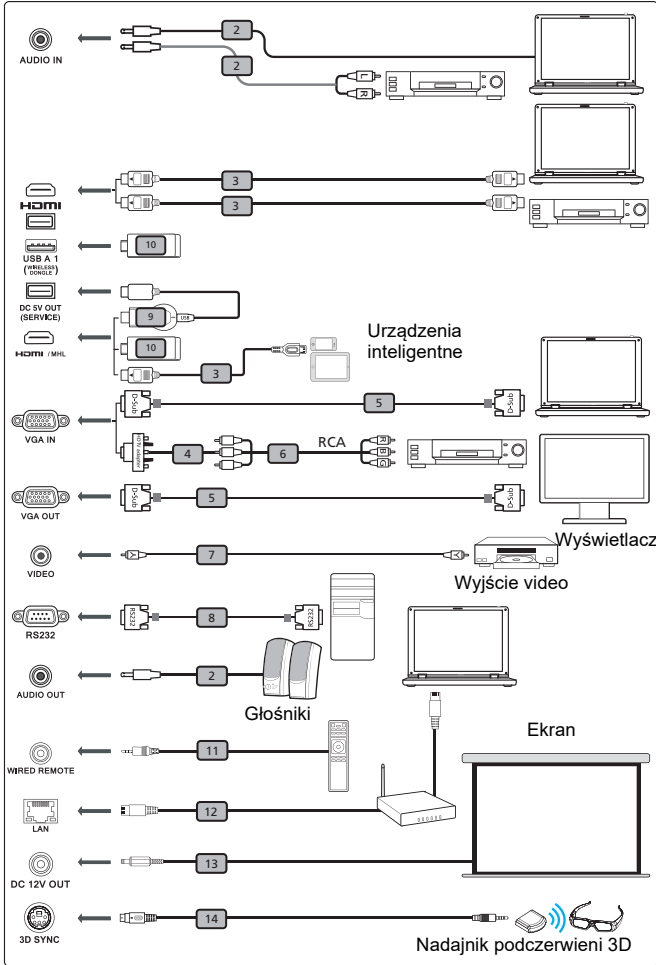 AUDIO IN
2
2
L
R
HDMI
3
3
USB A 1
(WIRELESS
DONGLE)
10
DC 5V OUT
(SERVICE)
9
USB
HDMI / MHL
10
3
Urządzenia
inteligentne
VGA IN
D-Sub
5
D-Sub
HDTV adapter
4
6
RCA
R
B
G
VGA OUT
D-Sub
5
D-Sub
Wyświetlacz
VIDEO
Y
7
Y
Wyjście video
RS232
RS232
8
RS232
AUDIO OUT
2
Głośniki
WIRED REMOTE
11
Ekran
LAN
12
DC 12V OUT
13
3D SYNC
14
Nadajnik podczerwieni 3D